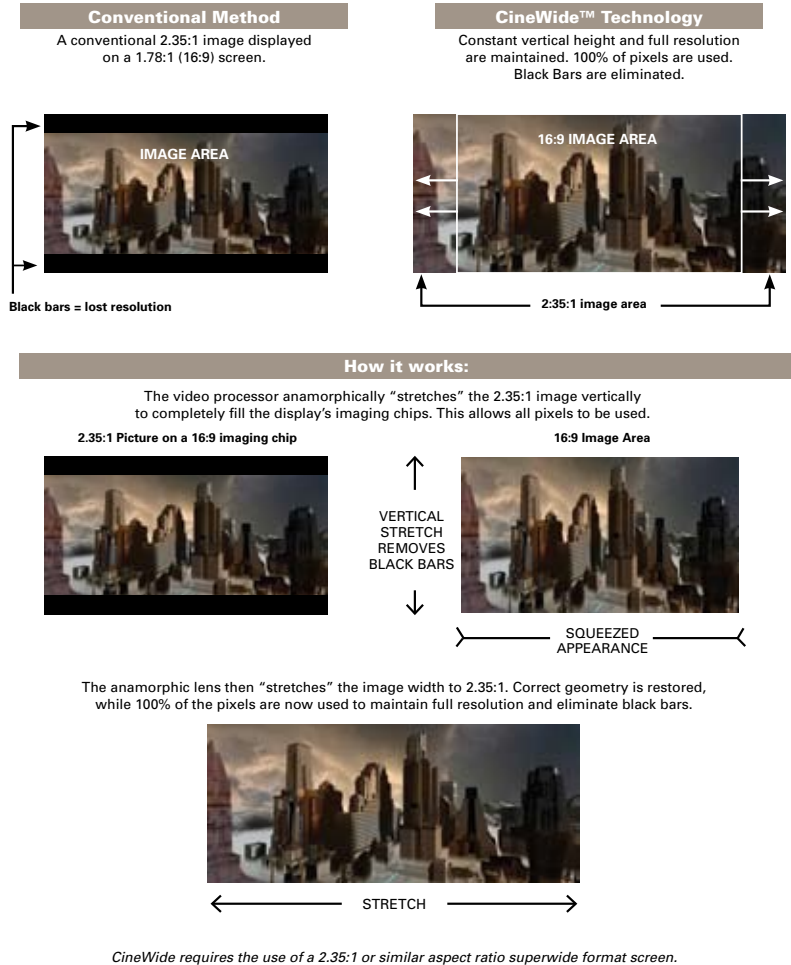 Conventional Method
A conventional 2.35:1 image displayed
on a 1.78:1 (16:9) screen.
IMAGE AREA
Black bars = lost resolution
CineWide™ Technology
Constant vertical height and full resolution
are maintained. 100% of pixels are used.
Black Bars are eliminated.
16:9 IMAGE AREA
2:35:1 image area
How it works:
The video processor anamorphically “stretches” the 2.35:1 image vertically
to completely fill the display’s imaging chips. This allows all pixels to be used.
2.35:1 Picture on a 16:9 imaging chip
16:9 Image Area
VERTICAL
STRETCH
REMOVES
BLACK BARS
SQUEEZED
APPEARANCE
The anamorphic lens then “stretches” the image width to 2.35:1. Correct geometry is restored,
while 100% of the pixels are now used to maintain full resolution and eliminate black bars.
STRETCH
CineWide requires the use of a 2.35:1 or similar aspect ratio superwide format screen.